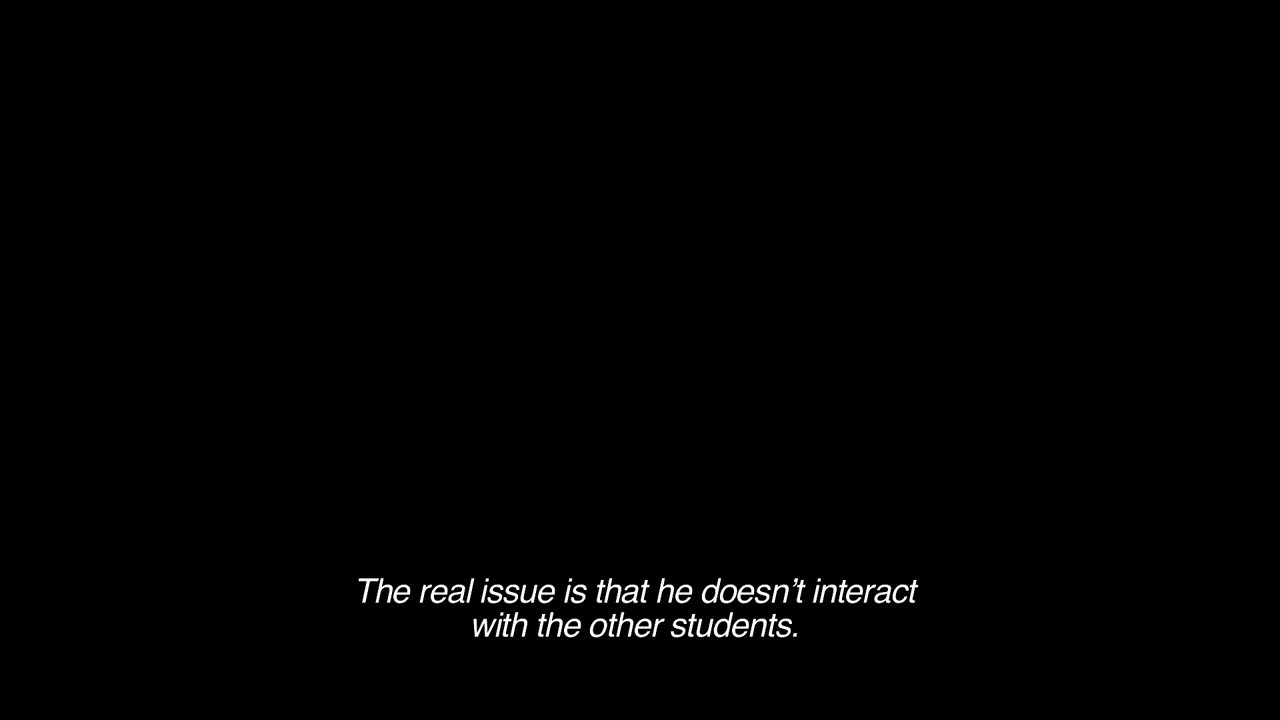 The real issue is that he doesn’t interact
with the other students.